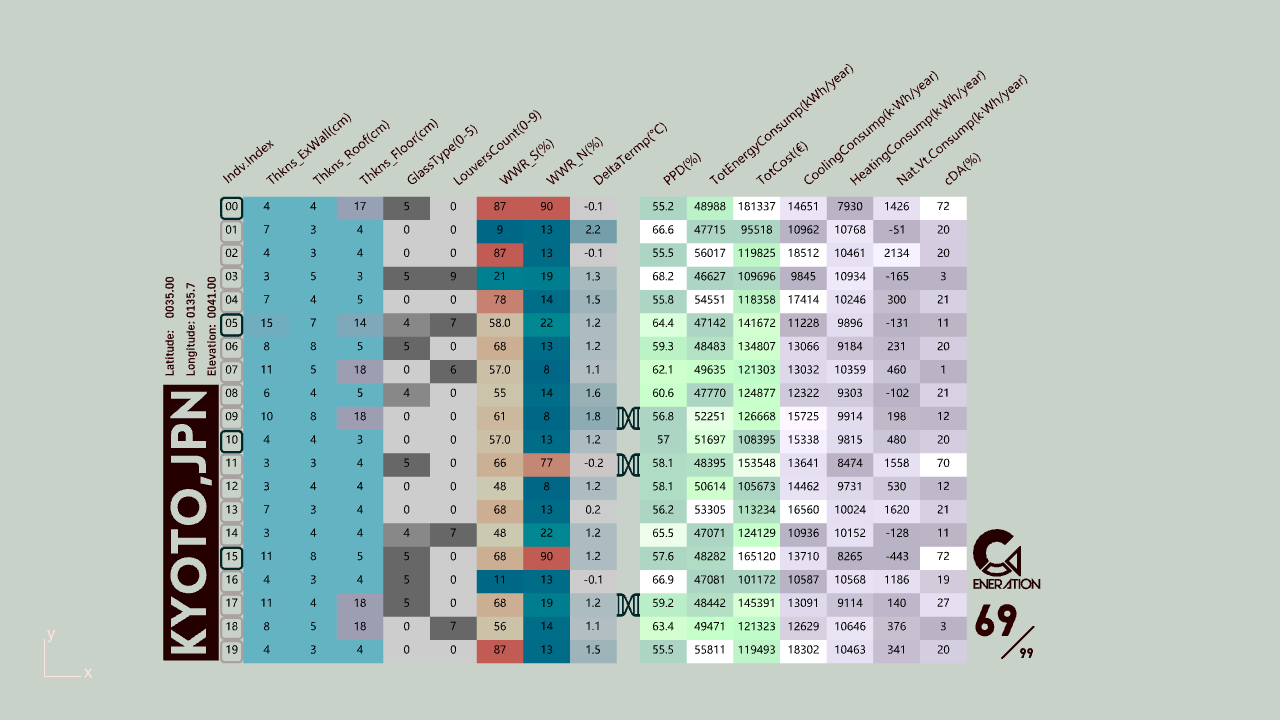 Indv.Index Thkns_ExWall(cm) Thkns_Roof(cm) Thkns_Floor(cm) GlassType(0-5) LouversCount(0-9) WWR_S(%) WWR_N(%) DeltaTermp(°C) PPD(%) TotEnergyConsump(kWh/year) TotCost(€) CoolingConsump(k·Wh/year) HeatingConsump(k·Wh/year) Nat.Vt.Consump(k·Wh/year) cDA(%)
00 4 4 17 5 0 87 90 -0.1 55.2 48988 181337 14651 7930 1426 72
01 7 3 4 0 0 9 13 2.2 66.6 47715 95518 10962 10768 -51 20
02 4 3 4 0 0 87 13 -0.1 55.5 56017 119825 18512 10461 2134 20
03 3 5 3 5 9 21 19 1.3 68.2 46627 109696 9845 10934 -165 3
04 7 4 5 0 0 78 14 1.5 55.8 54551 118358 17414 10246 300 21
05 15 7 14 4 7 58.0 22 1.2 64.4 47142 141672 11228 9896 -131 11
06 8 8 5 5 0 68 13 1.2 59.3 48483 134807 13066 9184 231 20
07 11 5 18 0 6 57.0 8 1.1 62.1 49635 121303 13032 10359 460 1
08 6 4 5 4 0 55 14 1.6 60.6 47770 124877 12322 9303 -102 21
09 10 8 18 0 0 61 8 1.8 56.8 52251 126668 15725 9914 198 12
10 4 4 3 0 0 57.0 13 1.2 57 51697 108395 15338 9815 480 20
11 3 3 4 5 0 66 77 -0.2 58.1 48395 153548 13641 8474 1558 70
12 3 4 4 0 0 48 8 1.2 58.1 50614 105673 14462 9731 530 12
13 7 3 4 0 0 68 13 0.2 56.2 53305 113234 16560 10024 1620 21
14 3 4 4 4 7 48 22 1.2 65.5 47071 124129 10936 10152 -128 11
15 11 8 5 5 0 68 90 1.2 57.6 48282 165120 13710 8265 -443 72
16 4 3 4 5 0 11 13 -0.1 66.9 47081 101172 10587 10568 1186 19
17 11 4 18 5 0 68 19 1.2 59.2 48442 145391 13091 9114 140 27
18 8 5 18 0 7 56 14 1.1 63.4 49471 121323 12629 10646 376 3
19 4 3 4 0 0 87 13 1.5 55.5 55811 119493 18302 10463 341 20
Latitude: 0035.00
Longitude: 0135.7
Elevation: 0041.00
KYOTO,JPN
GENERATION
69/99
y
x